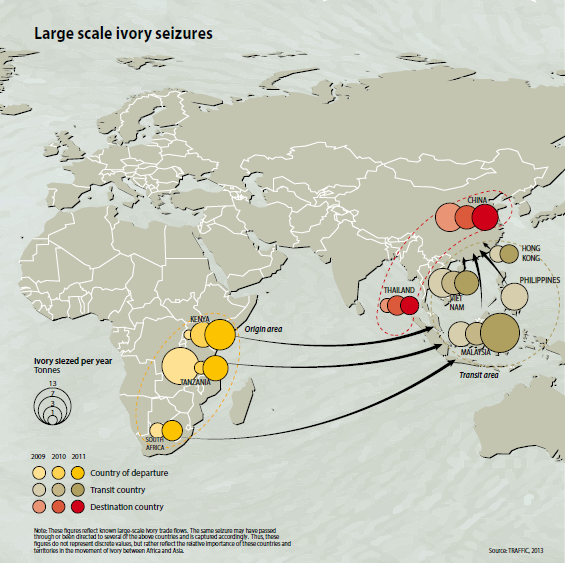 Large scale ivory seizures
CHINA
HONG
KONG
PHILIPPINES
THAILAND
VIET
NAM
KENYA
Origin area
MALAYSIA
TANZANIA
Transit area
Ivory siezed per year
Tonnes
13
7
3
1
SOUTH
AFRICA
2009 2010 2011
Country of departure
Transit country
Destination country
Note: These figures reflect known large-scale ivory trade flows. The same seizure may have passed
through or been directed to several of the above countries and is captured accordingly. Thus, these
figures do not represent discrete values, but rather reflect the relative importance of these countries and
territories in the movement of ivory between Africa and Asia.
Source: TRAFFIC, 2013